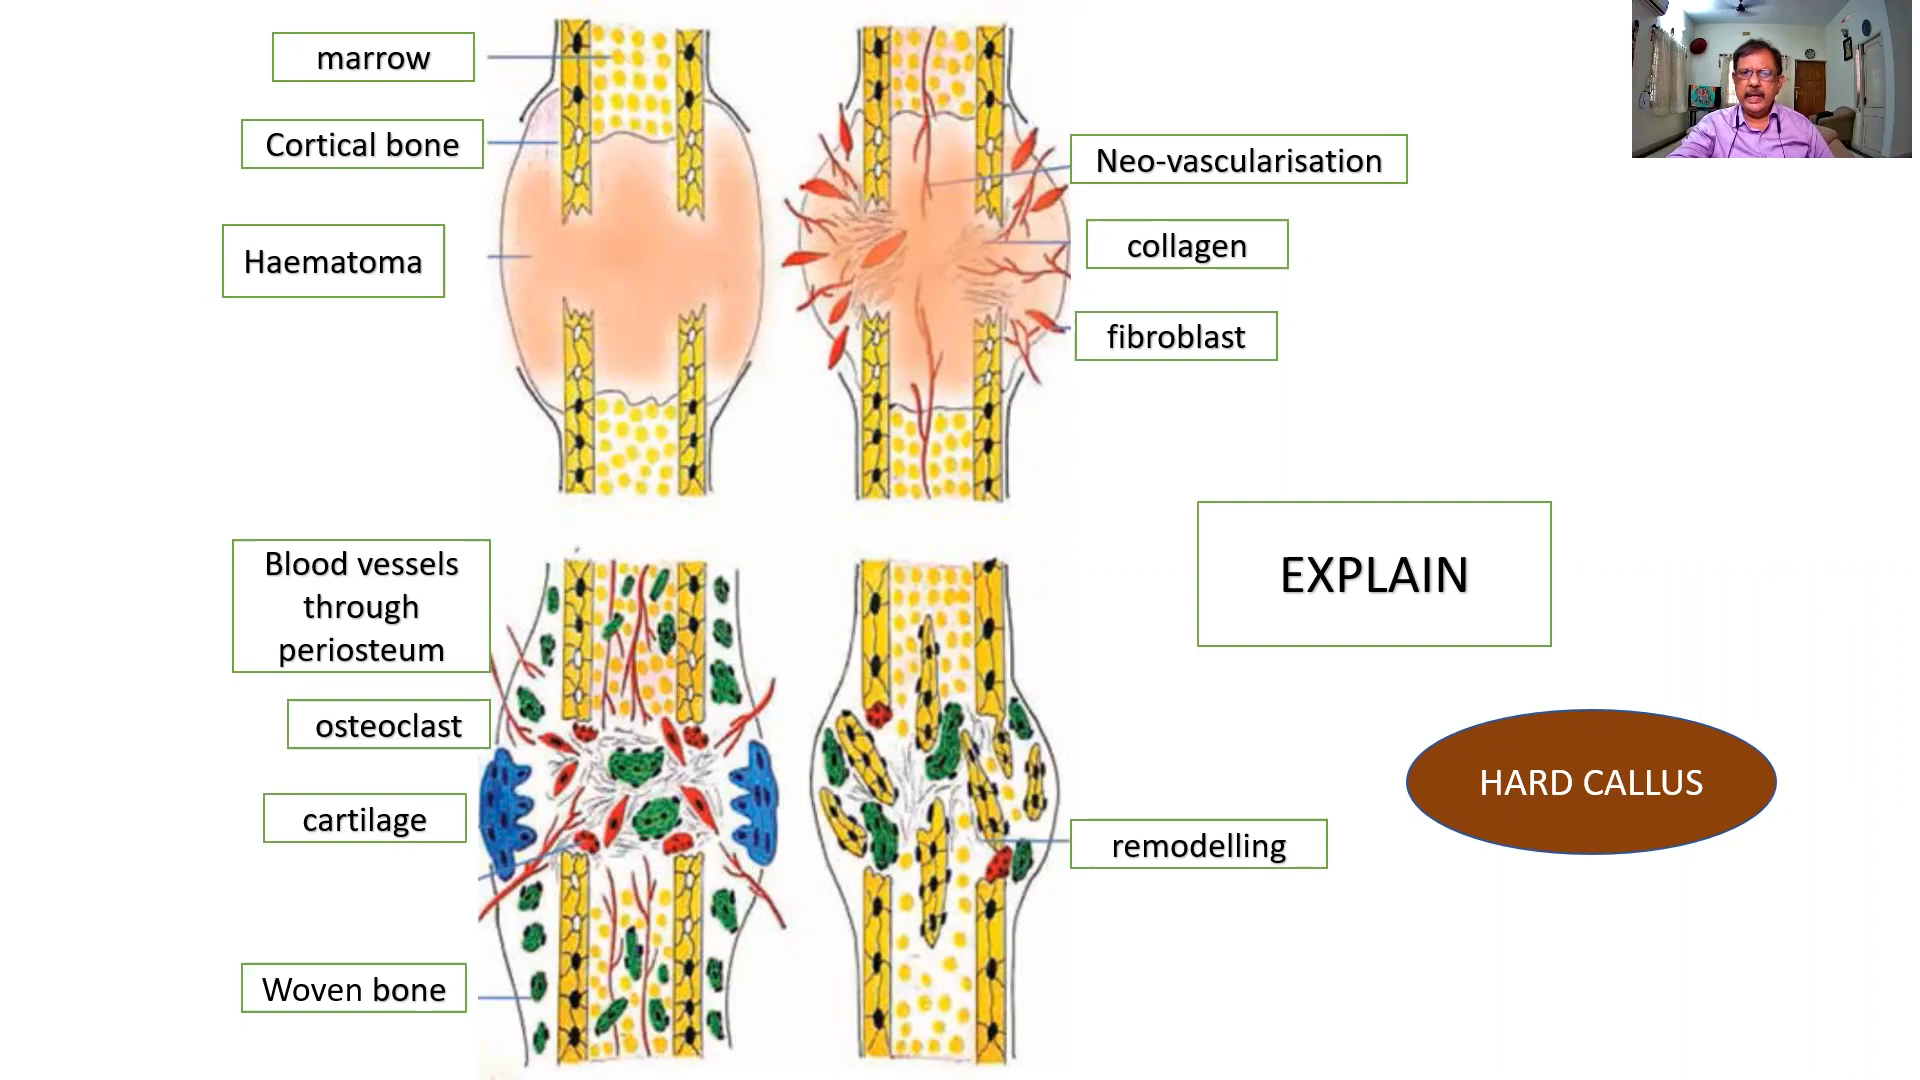 marrow
Cortical bone
Haematoma
Neo-vascularisation
collagen
fibroblast
Blood vessels
through
periosteum
osteoclast
cartilage
Woven bone
EXPLAIN
HARD CALLUS
remodelling